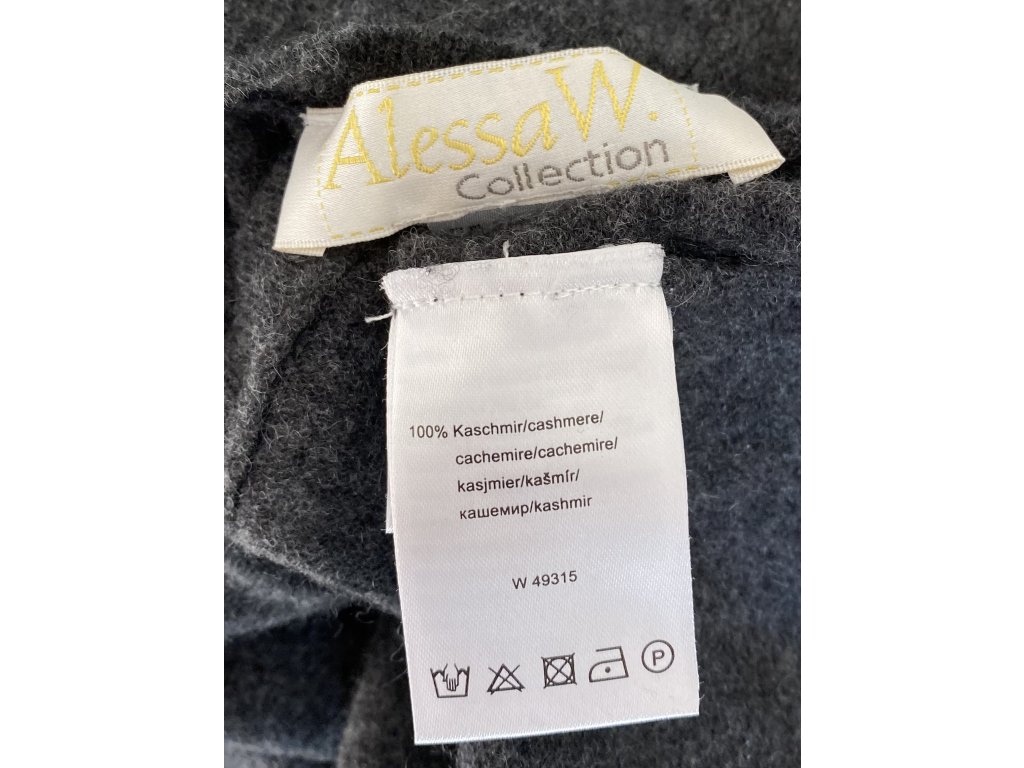 Alessa W.
Collection
100% Kaschmir/cashmere/
cachemire/cachemire/
kasjmier/kašmír/
кашемир/kashmir
W 49315
P